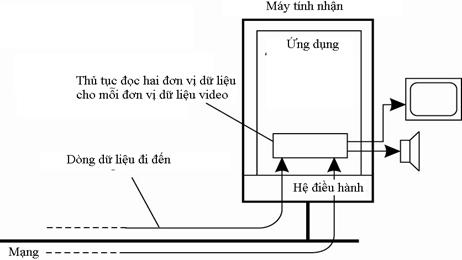 Máy tính nhận
Ứng dụng
Thủ tục đọc hai đơn vị dữ liệu
cho mỗi đơn vị dữ liệu video
Dòng dữ liệu đi đến
Hệ điều hành
Mạng